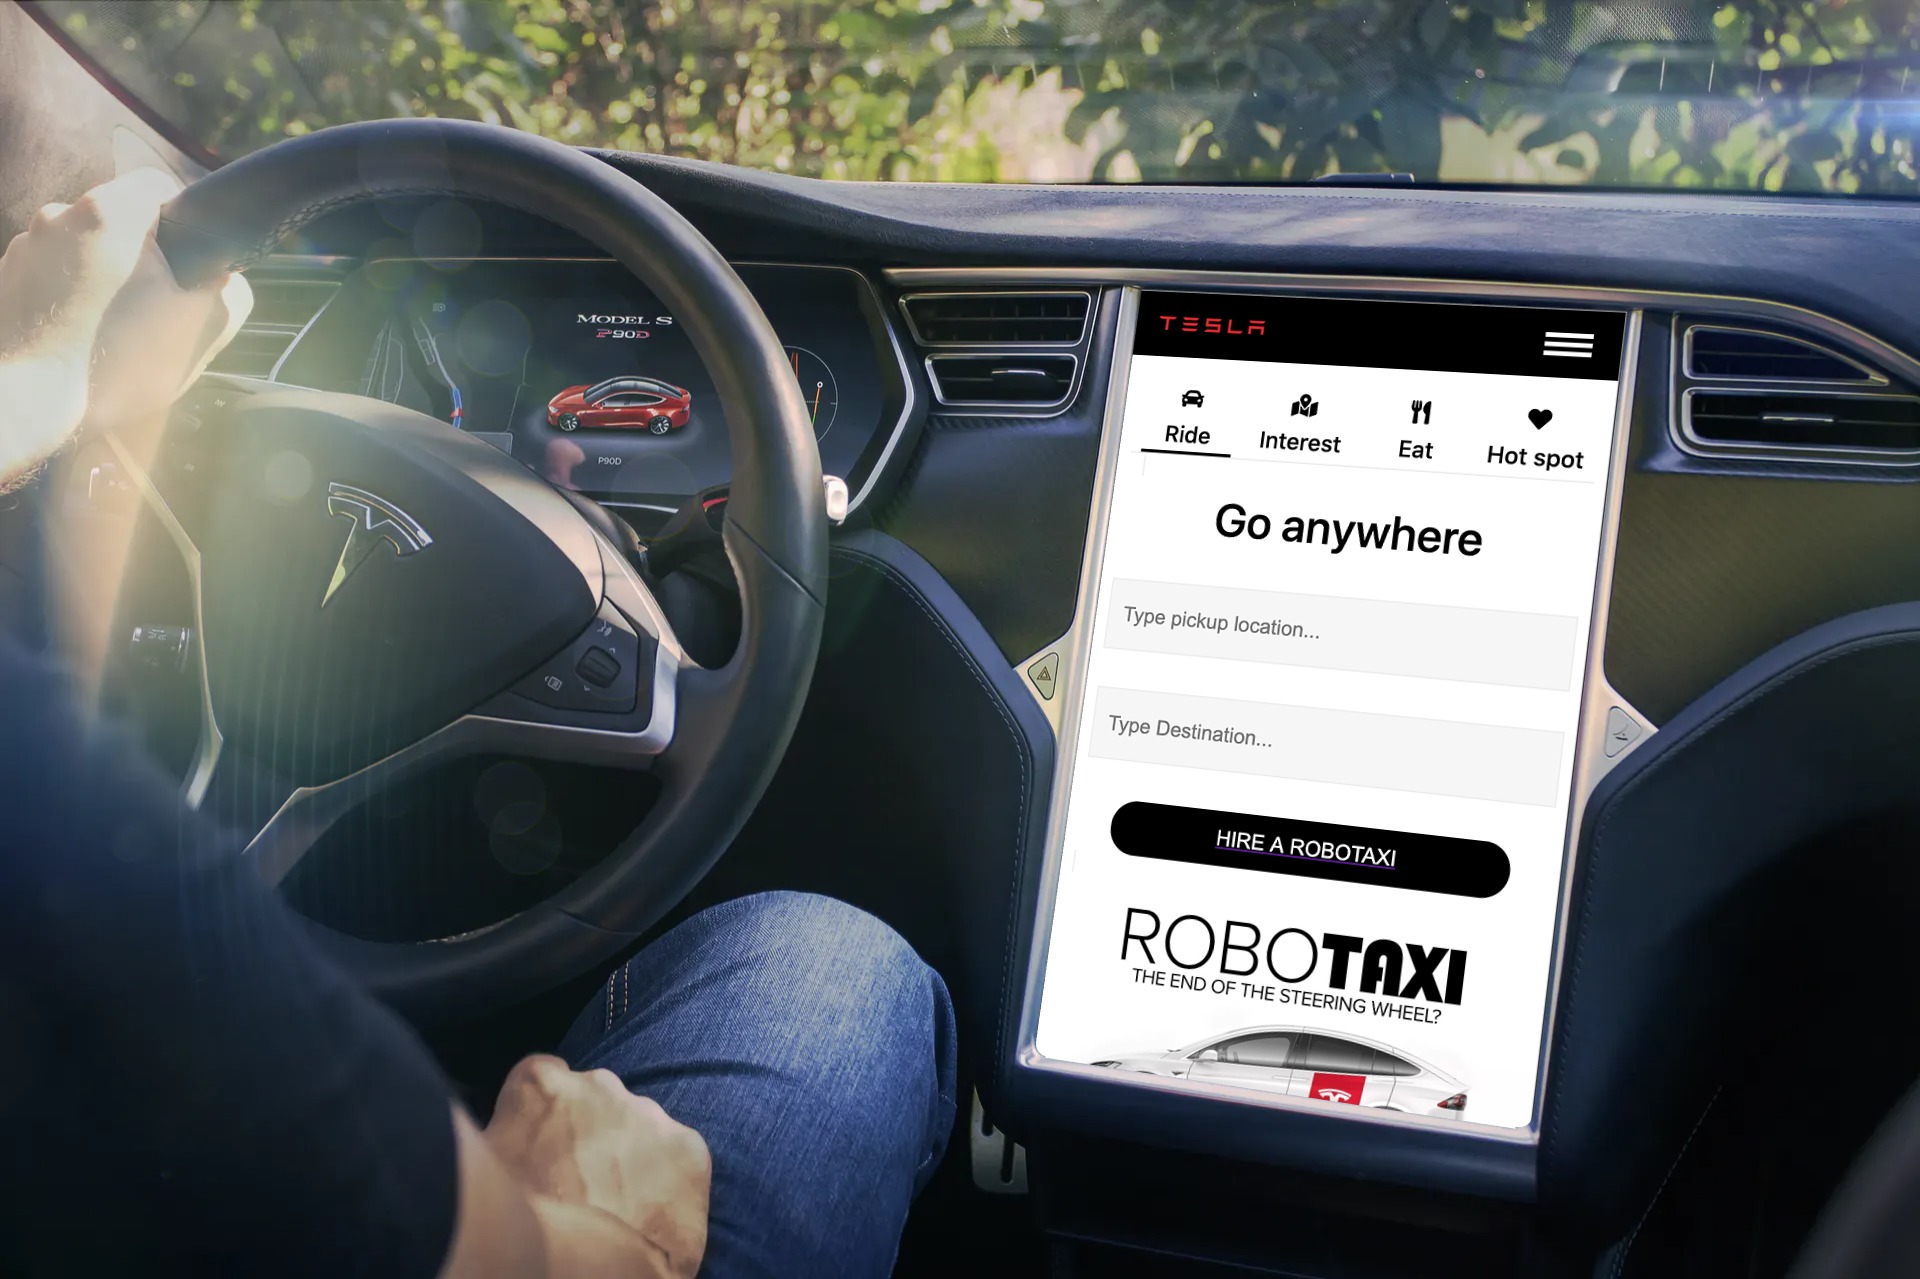 MODEL S
P90D
P90D
TESLA
Ride
Interest
Eat
Hot spot
Go anywhere
Type pickup location...
Type Destination...
HIRE A ROBOTAXI
ROBOTAXI
THE END OF THE STEERING WHEEL?